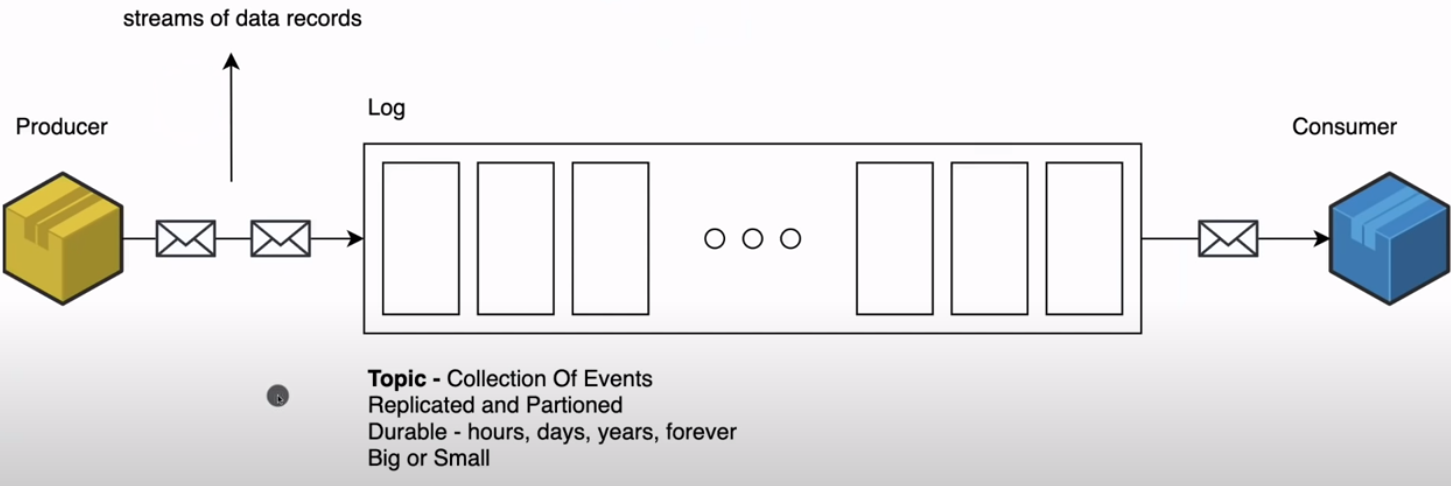 streams of data records
Log
Producer
Consumer
Topic - Collection Of Events
Replicated and Partioned
Durable - hours, days, years, forever
Big or Small